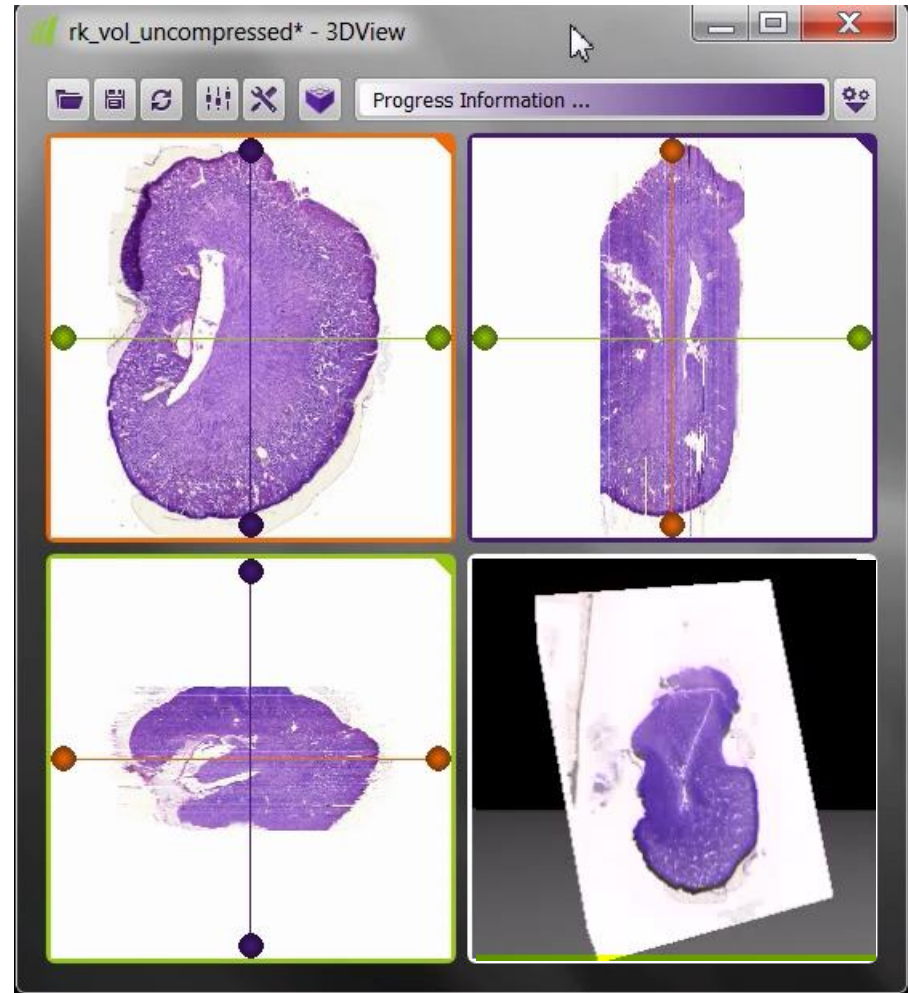 rk_vol_uncompressed* - 3DView
Progress Information ...